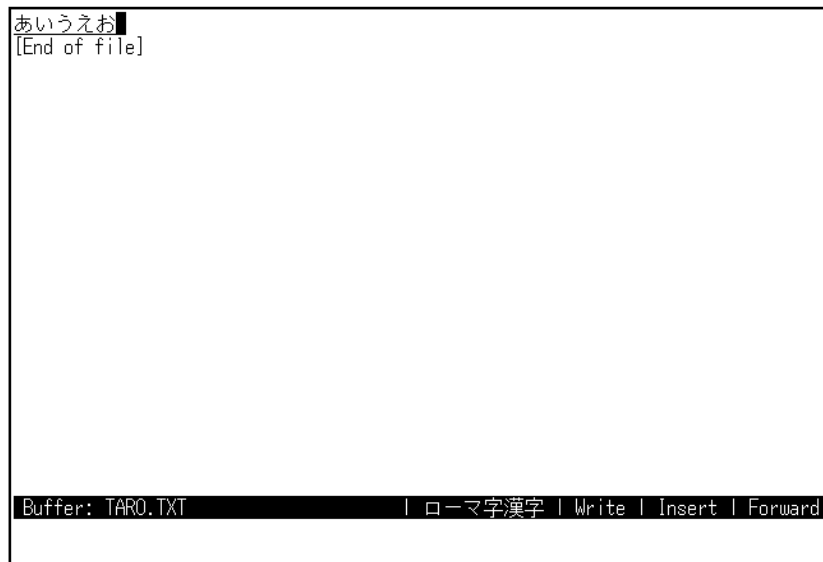 あいうえお
[End of file]
Buffer: TARO.TXT | ローマ字漢字 | Write | Insert | Forward